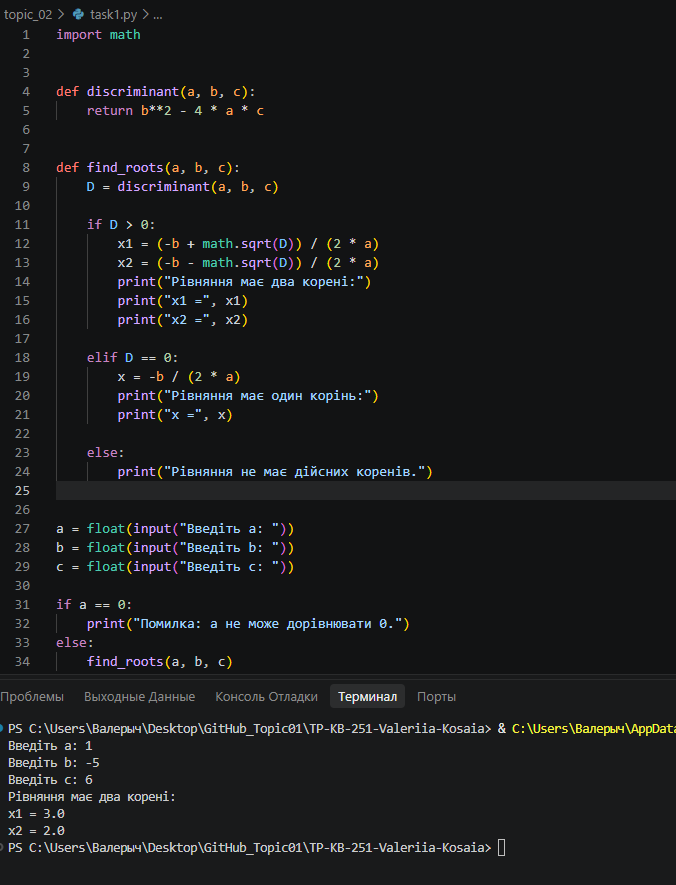 topic_02 > task1.py > ...
1 import math
2
3
4 def discriminant(a, b, c):
5     return b**2 - 4 * a * c
6
7
8 def find_roots(a, b, c):
9     D = discriminant(a, b, c)
10
11     if D > 0:
12         x1 = (-b + math.sqrt(D)) / (2 * a)
13         x2 = (-b - math.sqrt(D)) / (2 * a)
14         print("Рівняння має два корені:")
15         print("x1 =", x1)
16         print("x2 =", x2)
17
18     elif D == 0:
19         x = -b / (2 * a)
20         print("Рівняння має один корінь:")
21         print("x =", x)
22
23     else:
24         print("Рівняння не має дійсних коренів.")
25
26
27 a = float(input("Введіть a: "))
28 b = float(input("Введіть b: "))
29 c = float(input("Введіть c: "))
30
31 if a == 0:
32     print("Помилка: a не може дорівнювати 0.")
33 else:
34     find_roots(a, b, c)
Проблемы Выходные Данные Консоль Отладки Терминал Порты
PS C:\Users\Валерыч\Desktop\GitHub_Topic01\TP-KB-251-Valeriia-Kosaia> & C:\Users\Валерыч\AppData
Введіть a: 1
Введіть b: -5
Введіть c: 6
Рівняння має два корені:
x1 = 3.0
x2 = 2.0
PS C:\Users\Валерыч\Desktop\GitHub_Topic01\TP-KB-251-Valeriia-Kosaia>